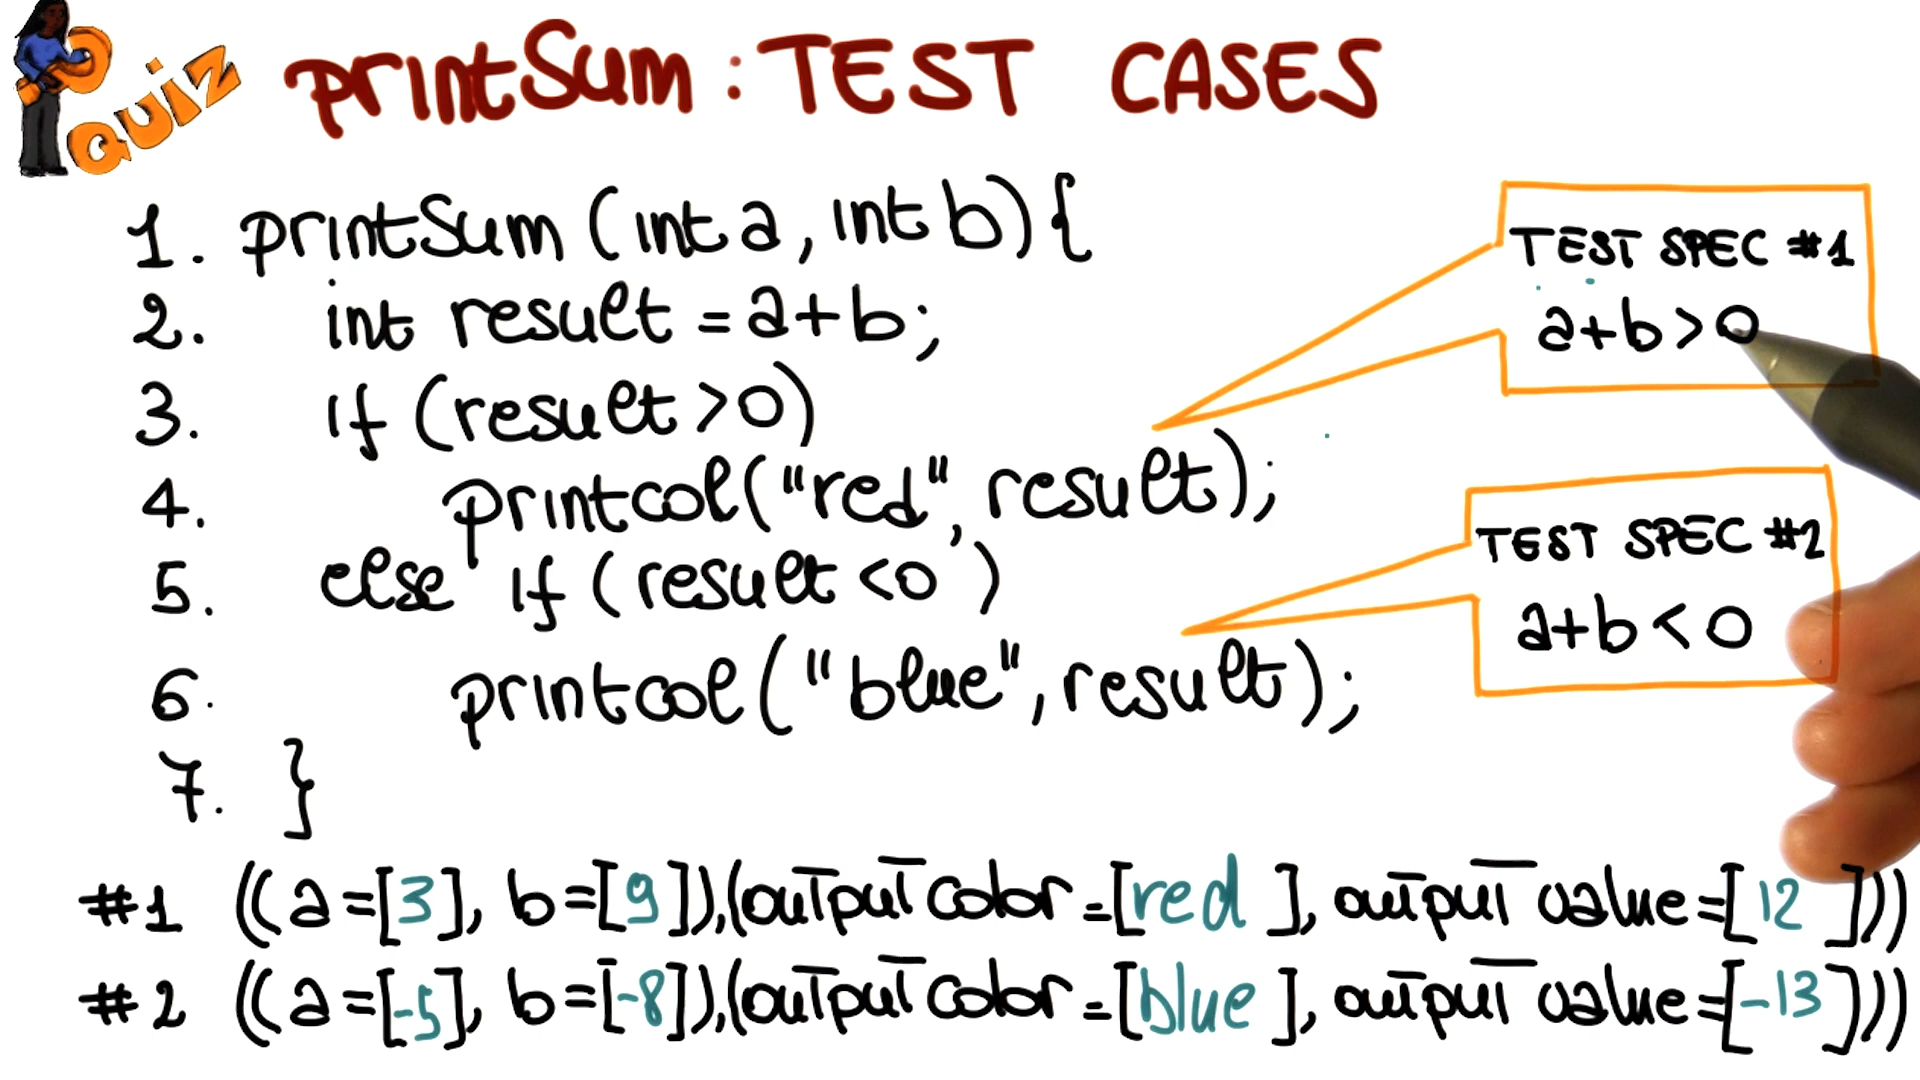 QUIZ
printSum: TEST CASES
1. printSum (int a, int b){
2. int result = a+b;
3. if (result >0)
4. printcol("red", result);
5. else if (result <0)
6. printcol("blue", result);
7. }
TEST SPEC #1
a+b>0
TEST SPEC #2
a+b<0
#1 ((a=[3], b=[9]),(output color=[red], output value=[12]))
#2 ((a=[-5], b=[-8]),(output color=[blue], output value=[-13]))